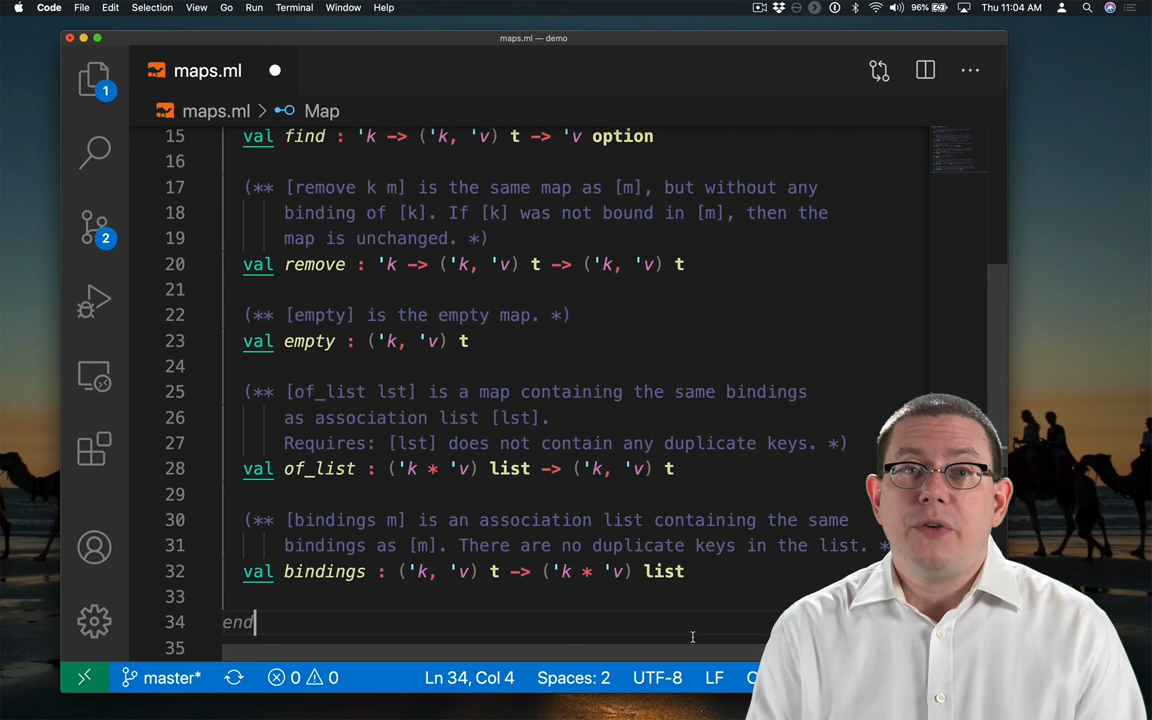 Code File Edit Selection View Go Run Terminal Window Help 96% Thu 11:04 AM
maps.ml — demo
1 maps.ml
maps.ml > Map
15 val find : 'k -> ('k, 'v) t -> 'v option
16
17 (** [remove k m] is the same map as [m], but without any
18 binding of [k]. If [k] was not bound in [m], then the
2
19 map is unchanged. *)
20 val remove : 'k -> ('k, 'v) t -> ('k, 'v) t
21
22 (** [empty] is the empty map. *)
23 val empty : ('k, 'v) t
24
25 (** [of_list lst] is a map containing the same bindings
26 as association list [lst].
27 Requires: [lst] does not contain any duplicate keys. *)
28 val of_list : ('k * 'v) list -> ('k, 'v) t
29
30 (** [bindings m] is an association list containing the same
31 bindings as [m]. There are no duplicate keys in the list. *
32 val bindings : ('k, 'v) t -> ('k * 'v) list
33
34 end
35
master* 0 0 Ln 34, Col 4 Spaces: 2 UTF-8 LF